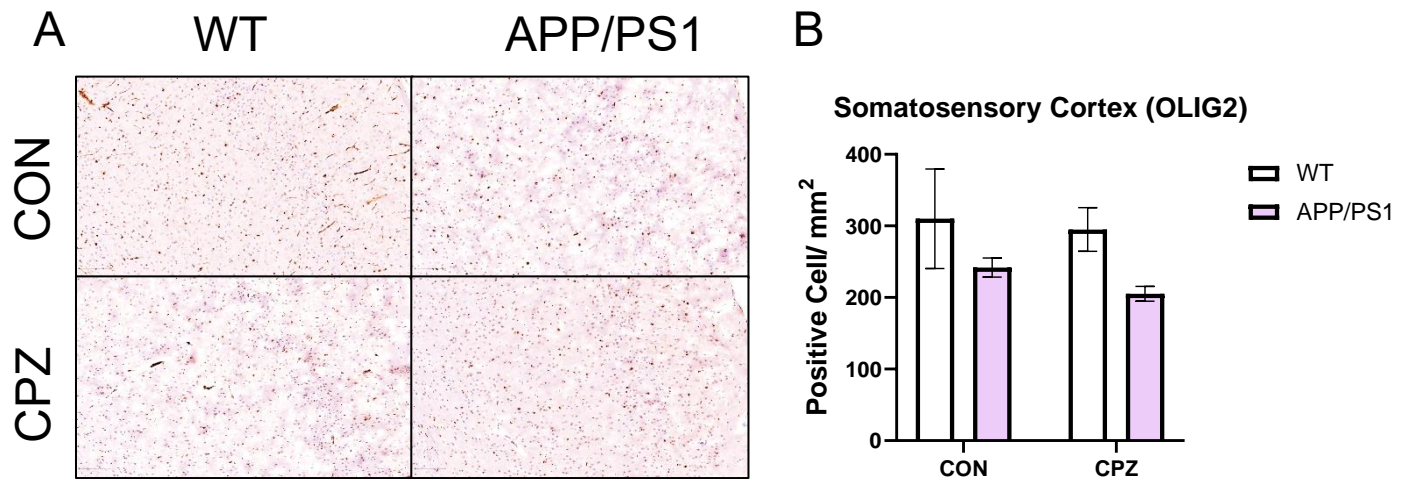 A
WT
APP/PS1
CON
CPZ
B
Somatosensory Cortex (OLIG2)
Positive Cell/ mm²
400
300
200
100
0
CON
CPZ
WT
APP/PS1